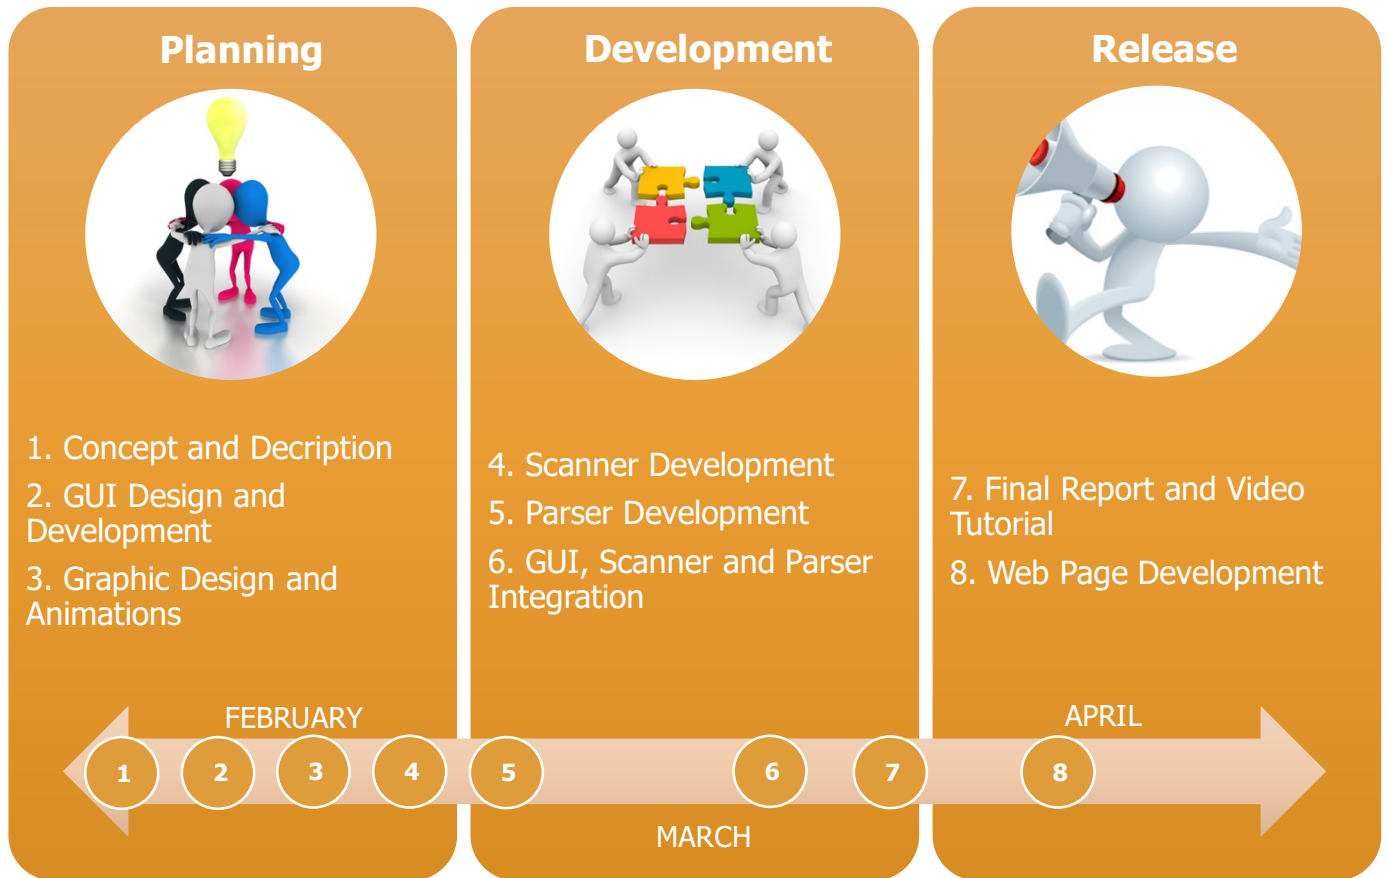 Planning
1. Concept and Decription
2. GUI Design and
Development
3. Graphic Design and
Animations
Development
4. Scanner Development
5. Parser Development
6. GUI, Scanner and Parser
Integration
Release
7. Final Report and Video
Tutorial
8. Web Page Development
FEBRUARY
APRIL
1 2 3 4 5 6 7 8
MARCH